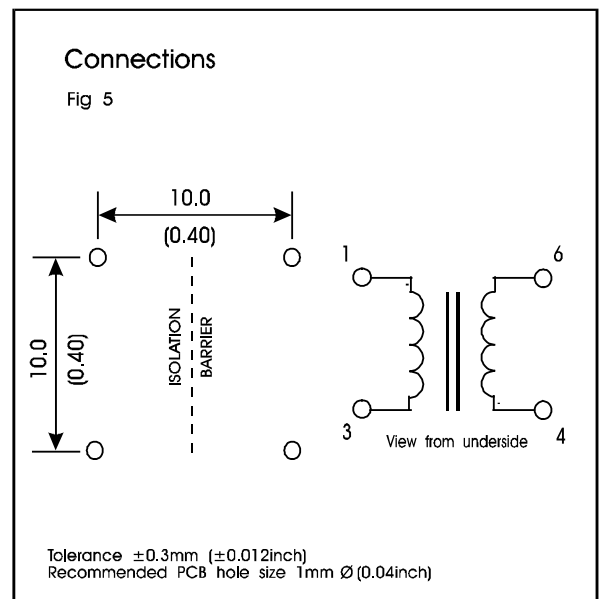 Connections
Fig 5
10.0
(0.40)
10.0
(0.40)
ISOLATION
BARRIER
1
6
3
4
View from underside
Tolerance ±0.3mm (±0.012inch)
Recommended PCB hole size 1mm Ø (0.04inch)